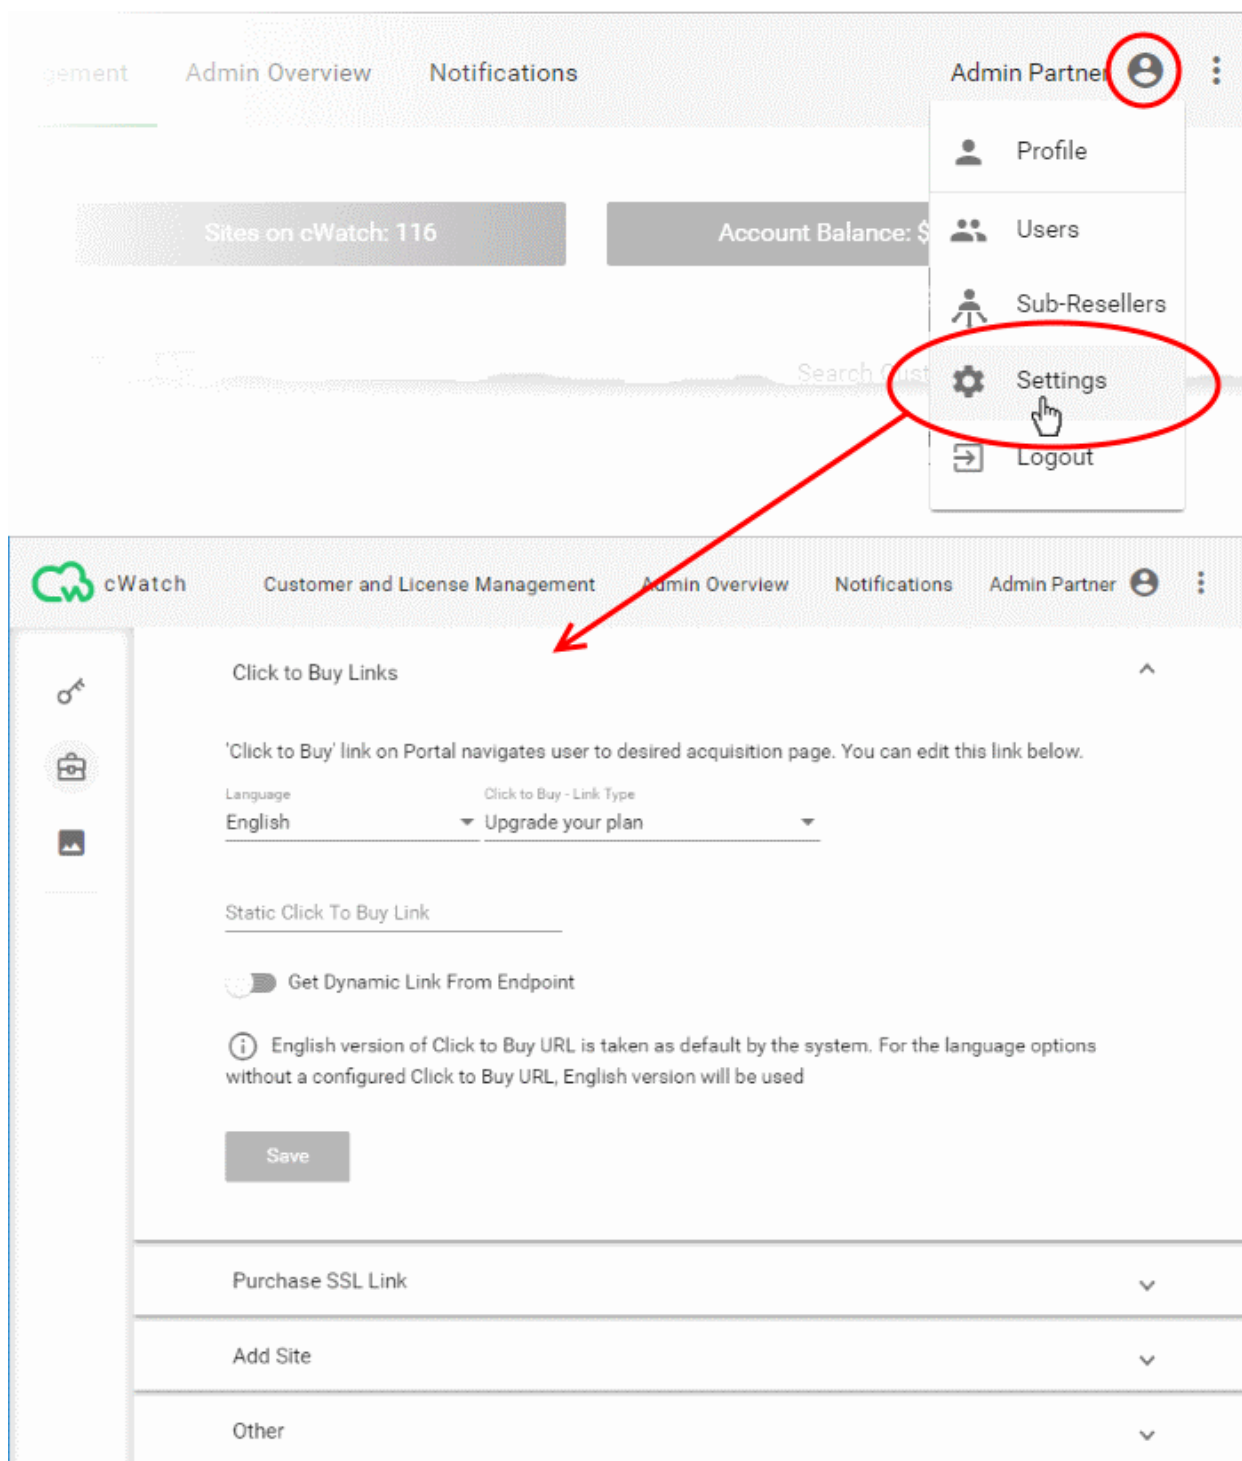 gement Admin Overview Notifications Admin Partner
Profile
Sites on cWatch: 116 Account Balance: $
Users
Sub-Resellers
Search Cust
Settings
Logout
cWatch Customer and License Management Admin Overview Notifications Admin Partner
Click to Buy Links
'Click to Buy' link on Portal navigates user to desired acquisition page. You can edit this link below.
Language Click to Buy - Link Type
English Upgrade your plan
Static Click To Buy Link
Get Dynamic Link From Endpoint
English version of Click to Buy URL is taken as default by the system. For the language options
without a configured Click to Buy URL, English version will be used
Save
Purchase SSL Link
Add Site
Other